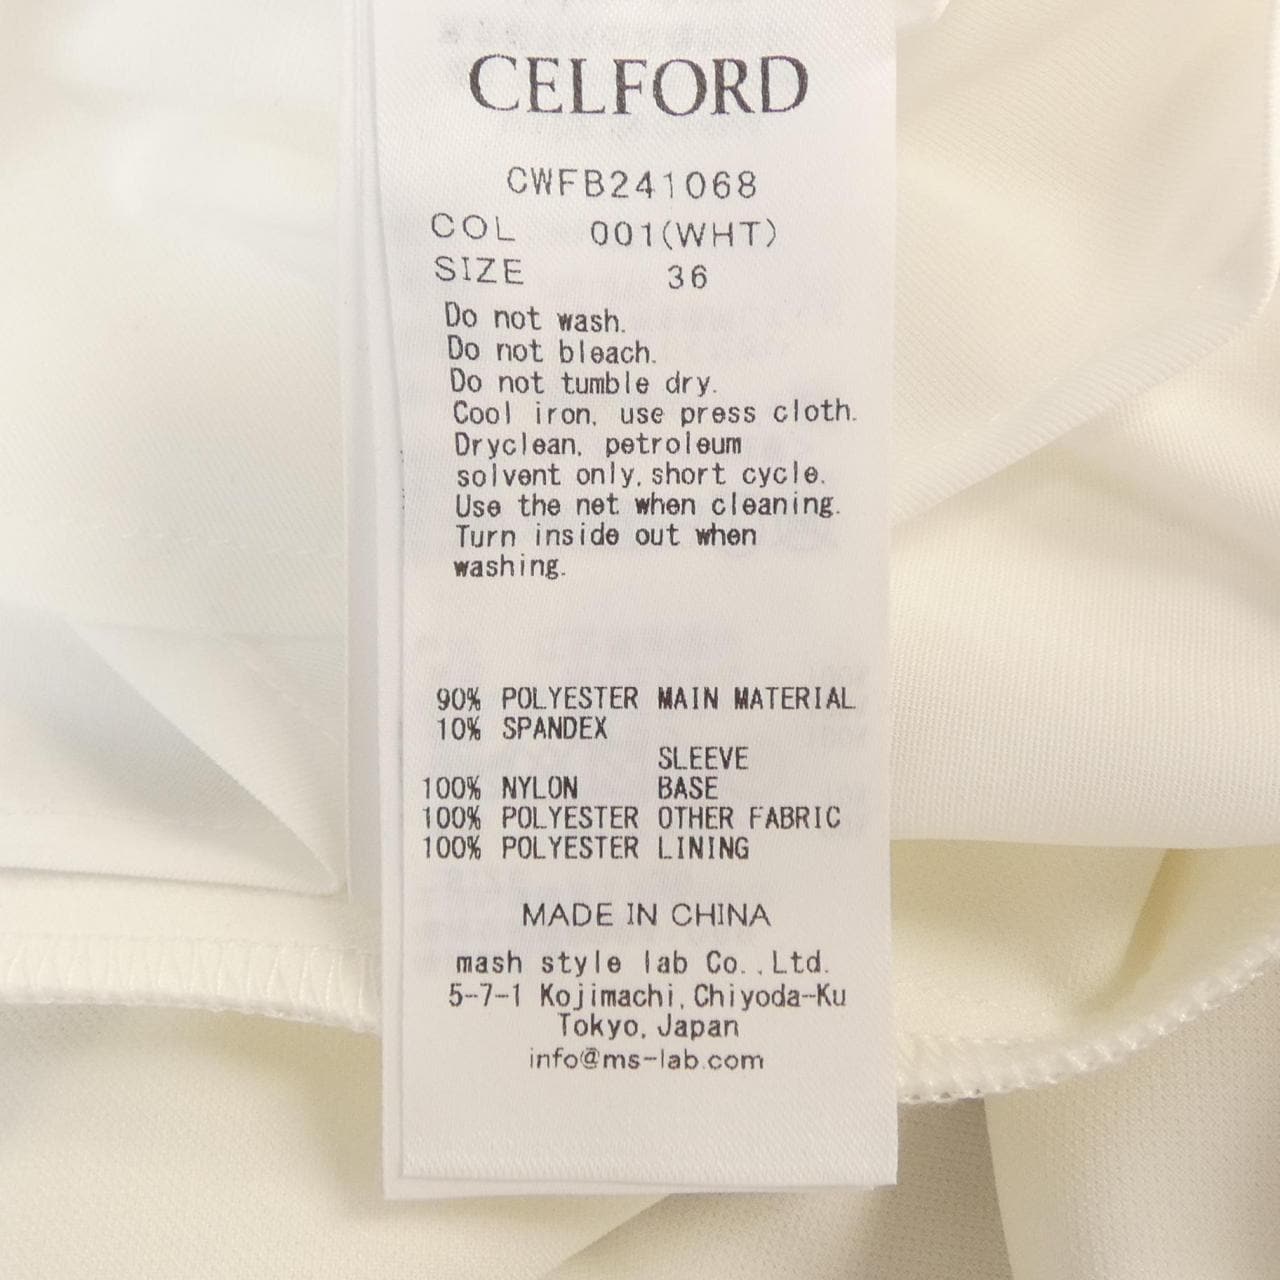 CELFORD
CWFB241068
COL 001(WHT)
SIZE 36
Do not wash.
Do not bleach.
Do not tumble dry.
Cool iron, use press cloth.
Dryclean, petroleum
solvent only, short cycle.
Use the net when cleaning.
Turn inside out when
washing.
90% POLYESTER MAIN MATERIAL
10% SPANDEX
SLEEVE
100% NYLON BASE
100% POLYESTER OTHER FABRIC
100% POLYESTER LINING
MADE IN CHINA
mash style lab Co.,Ltd.
5-7-1 Kojimachi, Chiyoda-Ku
Tokyo, Japan
info@ms-lab.com